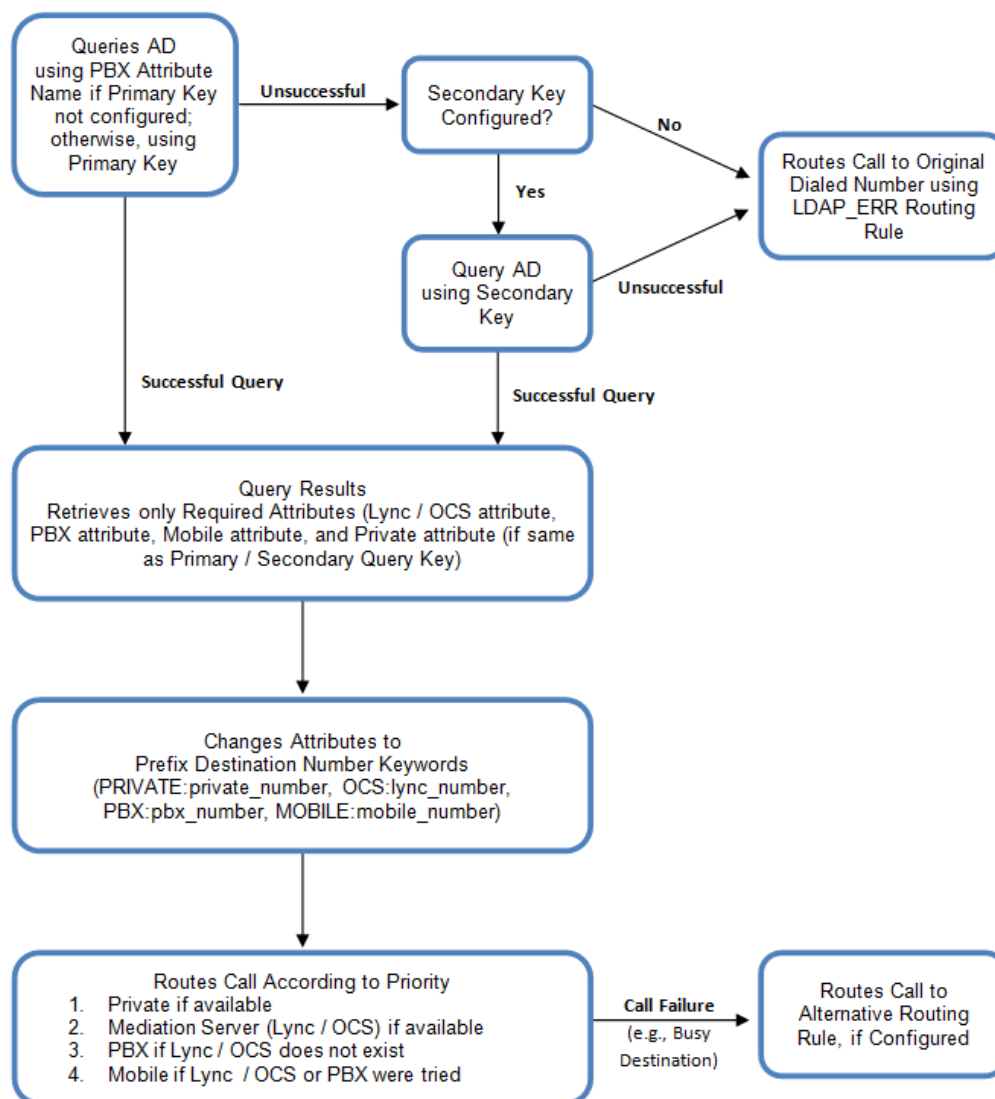 Queries AD
using PBX Attribute
Name if Primary Key
not configured;
otherwise, using
Primary Key
Unsuccessful
Secondary Key
Configured?
No
Routes Call to Original
Dialed Number using
LDAP_ERR Routing
Rule
Yes
Query AD
using Secondary
Key
Unsuccessful
Successful Query
Successful Query
Query Results
Retrieves only Required Attributes (Lync / OCS attribute,
PBX attribute, Mobile attribute, and Private attribute (if same
as Primary / Secondary Query Key)
Changes Attributes to
Prefix Destination Number Keywords
(PRIVATE:private_number, OCS:lync_number,
PBX:pbx_number, MOBILE:mobile_number)
Routes Call According to Priority
1. Private if available
2. Mediation Server (Lync / OCS) if available
3. PBX if Lync / OCS does not exist
4. Mobile if Lync / OCS or PBX were tried
Call Failure
(e.g., Busy
Destination)
Routes Call to
Alternative Routing
Rule, if Configured